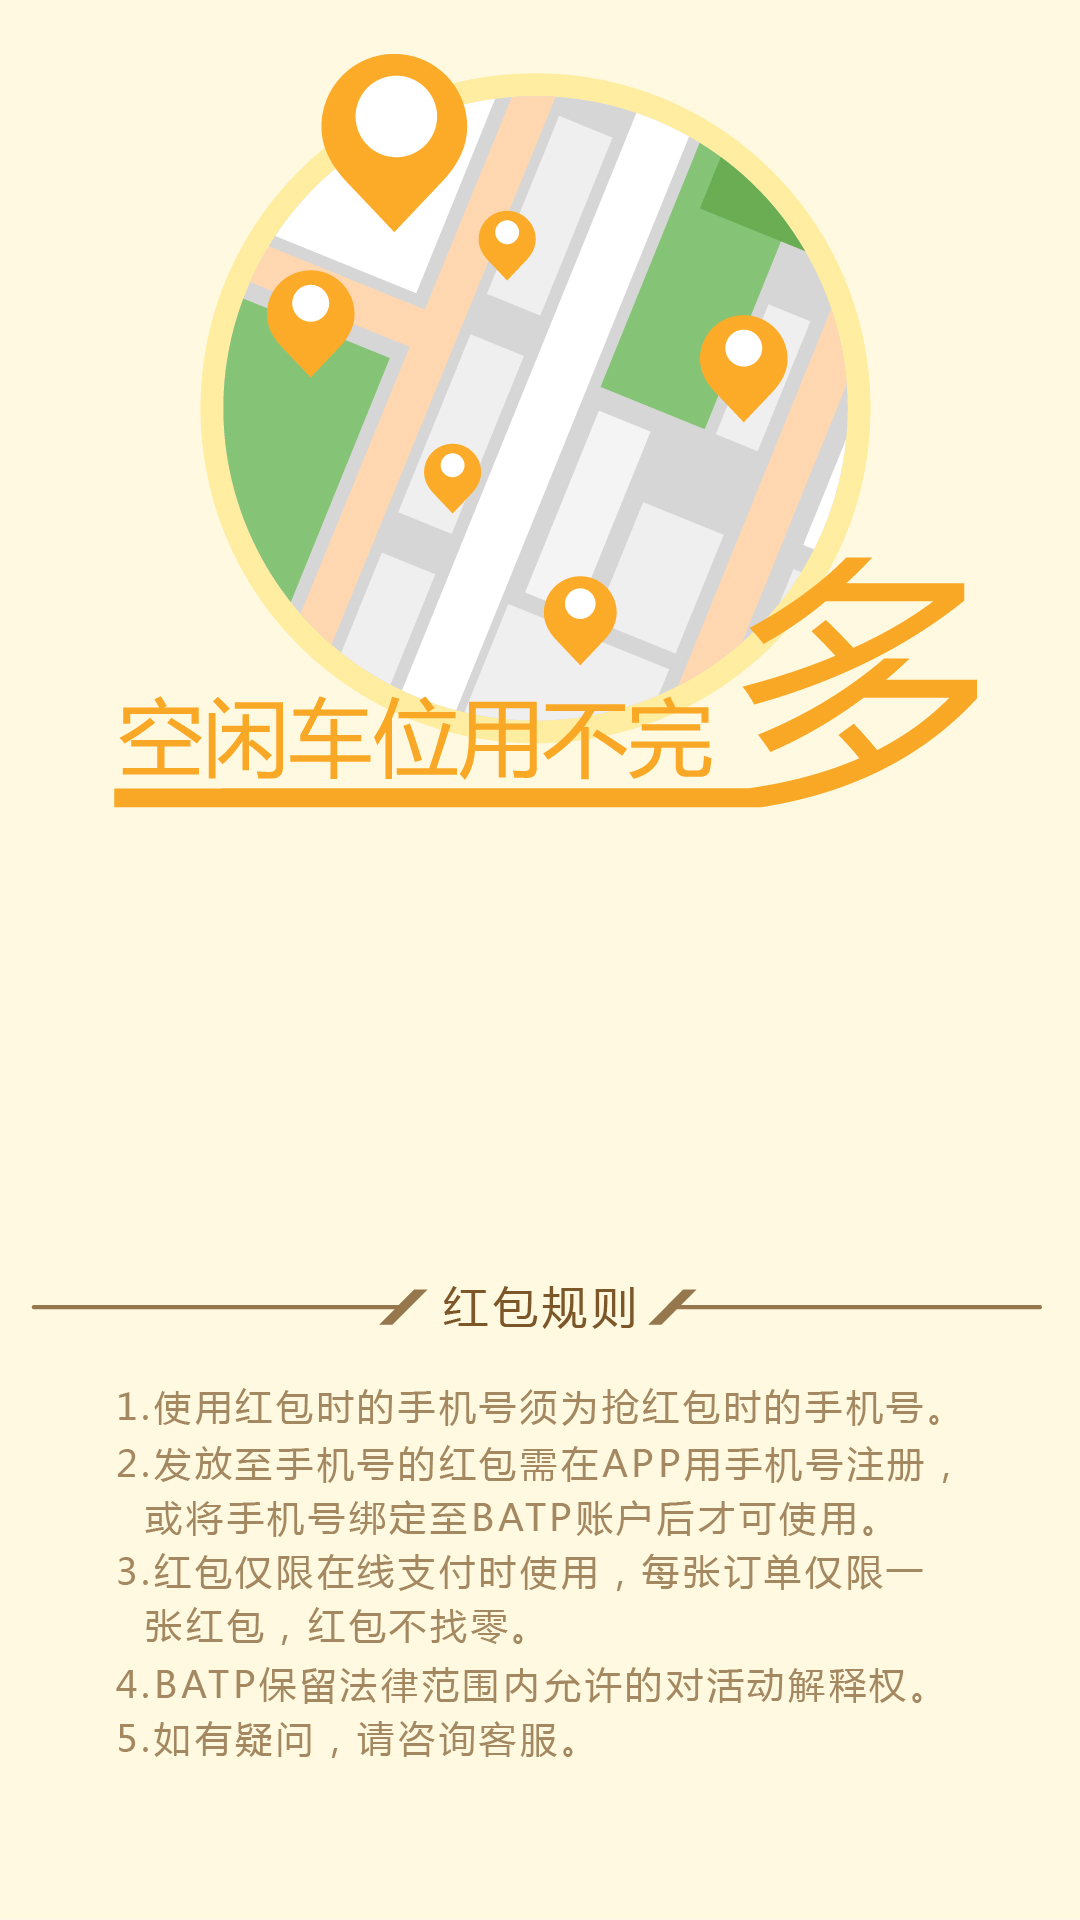 空闲车位用不完
多
红包规则
1.使用红包时的手机号须为抢红包时的手机号。
2.发放至手机号的红包需在APP用手机号注册，
或将手机号绑定至BATP账户后才可使用。
3.红包仅限在线支付时使用，每张订单仅限一
张红包，红包不找零。
4.BATP保留法律范围内允许的对活动解释权。
5.如有疑问，请咨询客服。